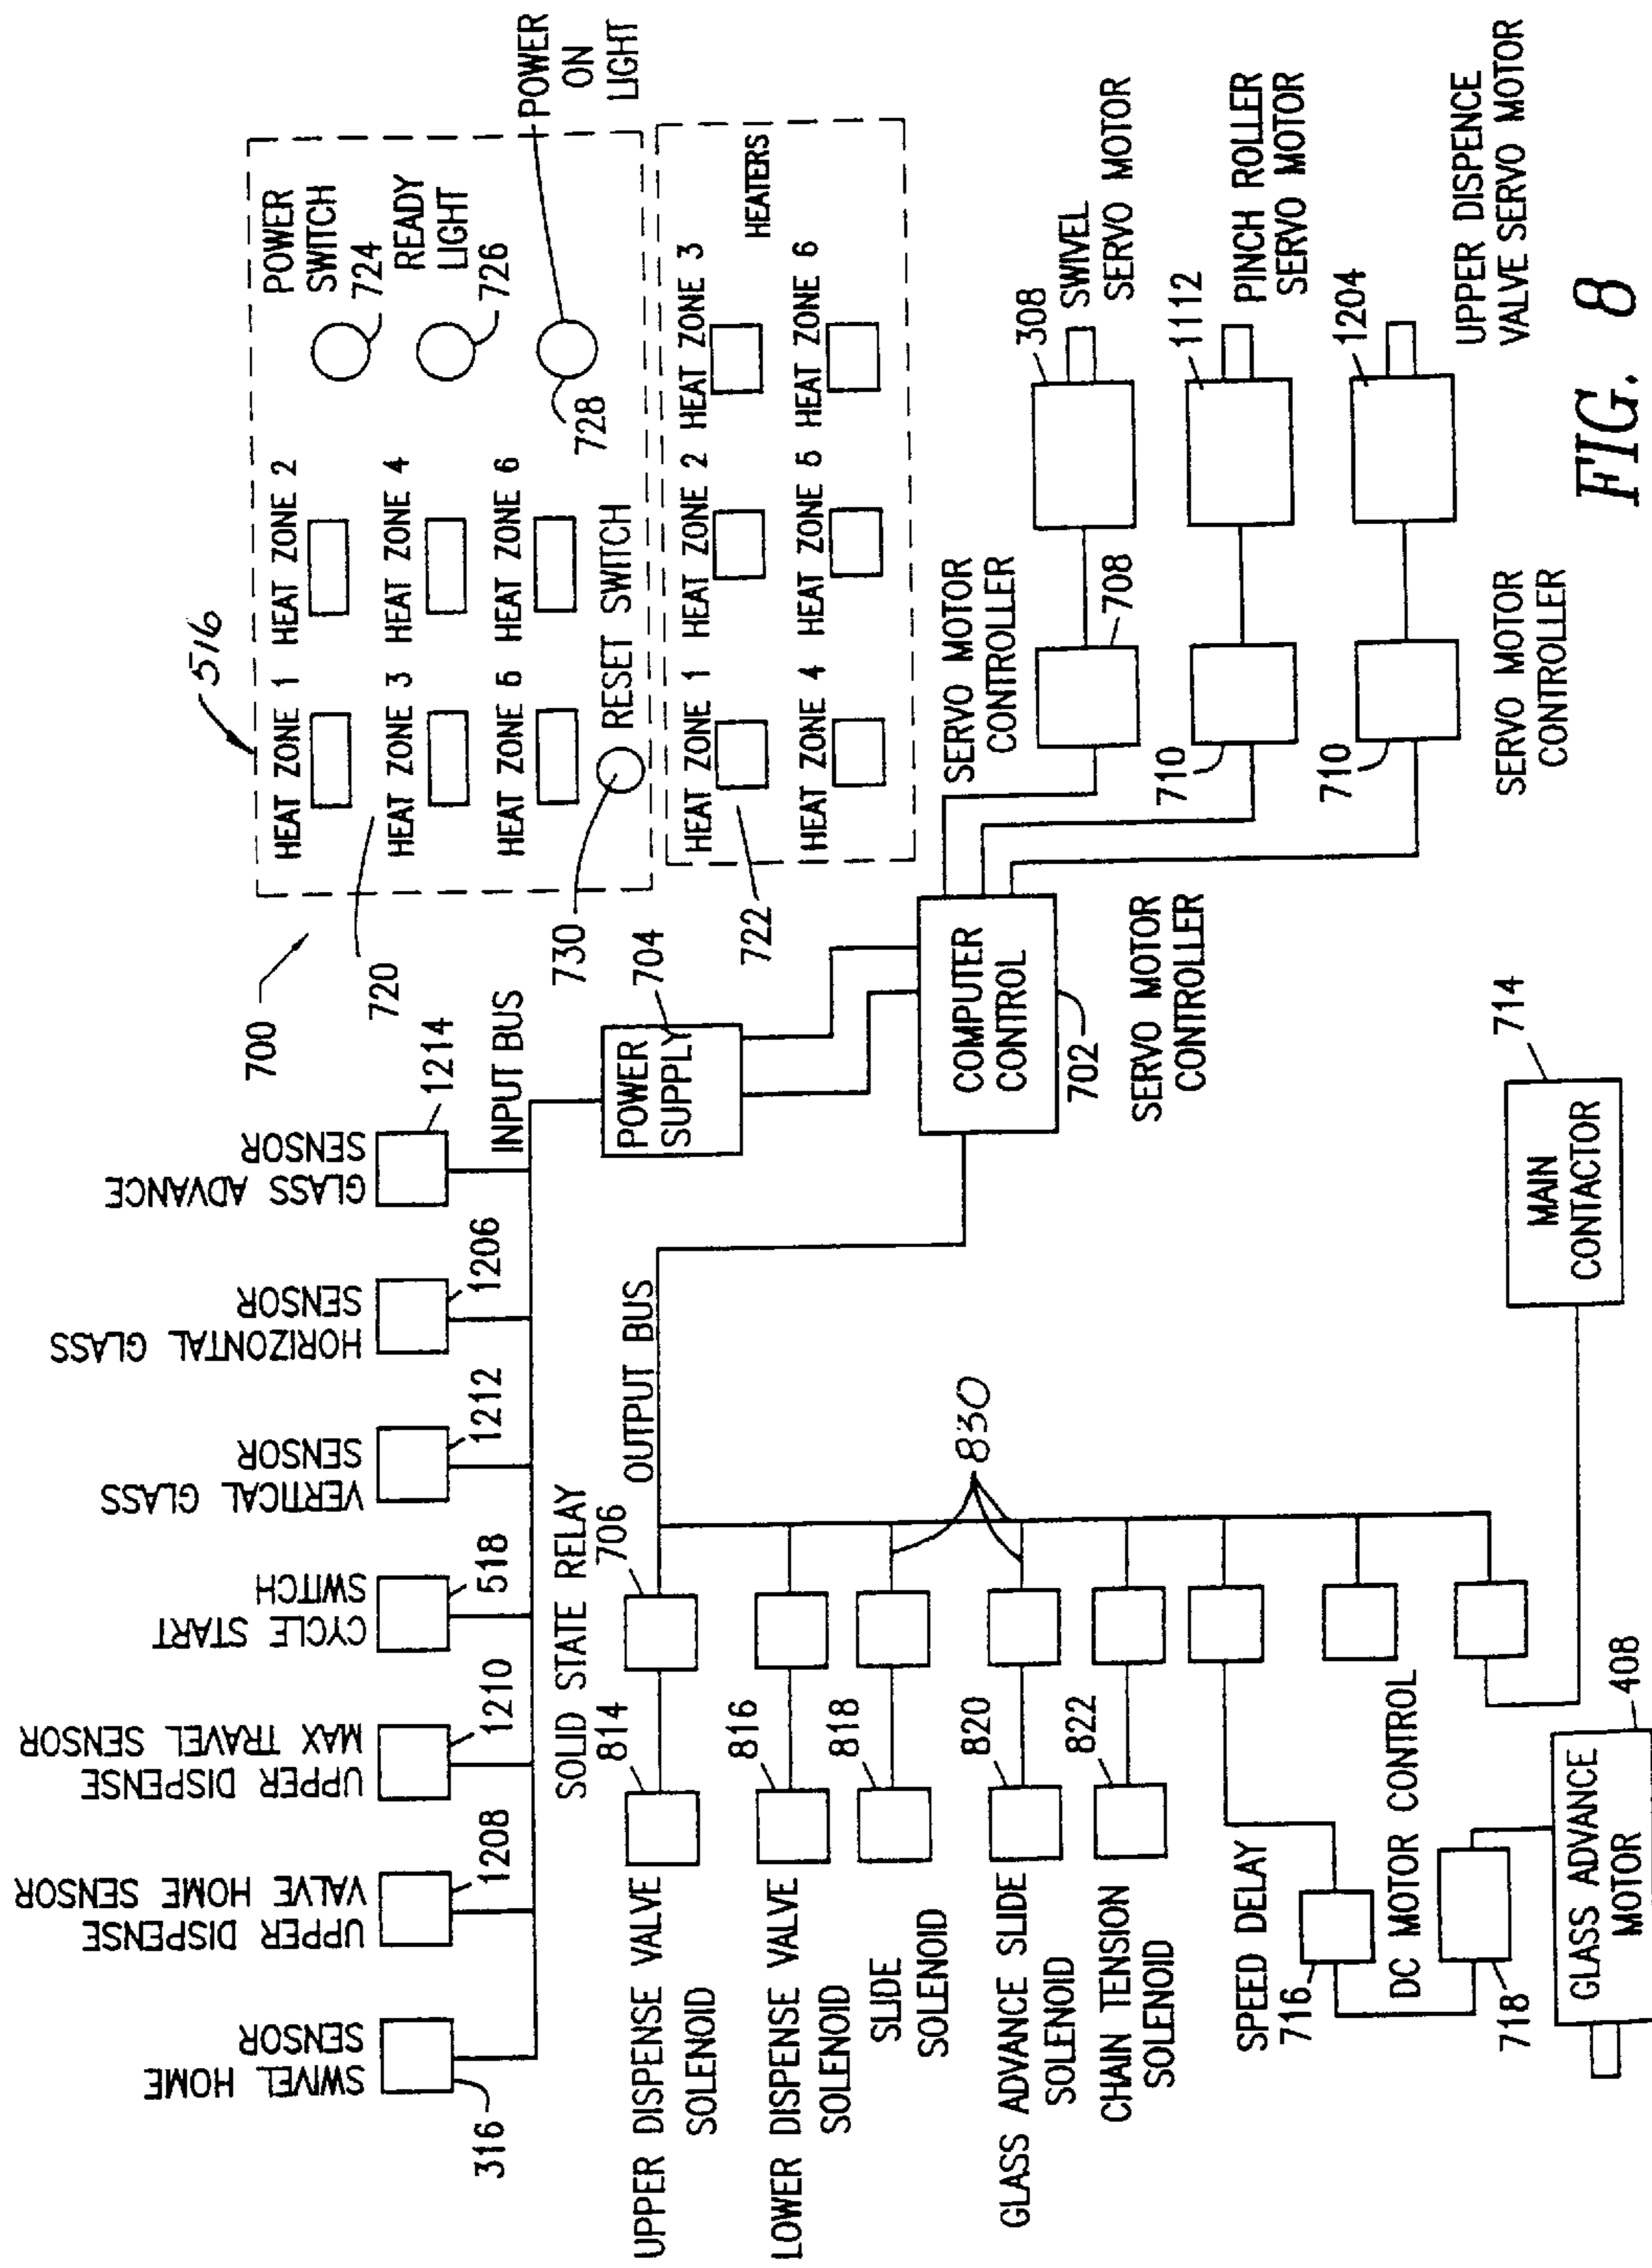 SWIVEL HOME
SENSOR
316
UPPER DISPENSE
VALVE HOME SENSOR
1208
UPPER DISPENSE
MAX TRAVEL SENSOR
1210
CYCLE START
SWITCH
518
VERTICAL GLASS
SENSOR
1212
HORIZONTAL GLASS
SENSOR
1206
GLASS ADVANCE
SENSOR
1214
INPUT BUS
700
516
720
HEAT ZONE 1
HEAT ZONE 2
HEAT ZONE 3
HEAT ZONE 4
HEAT ZONE 5
HEAT ZONE 6
POWER
SWITCH
724
READY
LIGHT
726
728
POWER
ON
LIGHT
730
RESET SWITCH
HEAT ZONE 1
HEAT ZONE 2
HEAT ZONE 3
HEATERS
722
HEAT ZONE 4
HEAT ZONE 5
HEAT ZONE 6
704
POWER
SUPPLY
COMPUTER
CONTROL
702
SERVO MOTOR
CONTROLLER
SERVO MOTOR
CONTROLLER
708
308
SWIVEL
SERVO MOTOR
710
1112
PINCH ROLLER
SERVO MOTOR
710
1204
UPPER DISPENCE
VALVE SERVO MOTOR
SERVO MOTOR
CONTROLLER
SOLID STATE RELAY
706
OUTPUT BUS
830
UPPER DISPENSE VALVE
SOLENOID
814
LOWER DISPENSE VALVE
SOLENOID
816
SLIDE
SOLENOID
818
GLASS ADVANCE SLIDE
SOLENOID
820
CHAIN TENSION
SOLENOID
822
SPEED DELAY
716
DC MOTOR CONTROL
718
GLASS ADVANCE
MOTOR
408
MAIN
CONTACTOR
714
FIG. 8